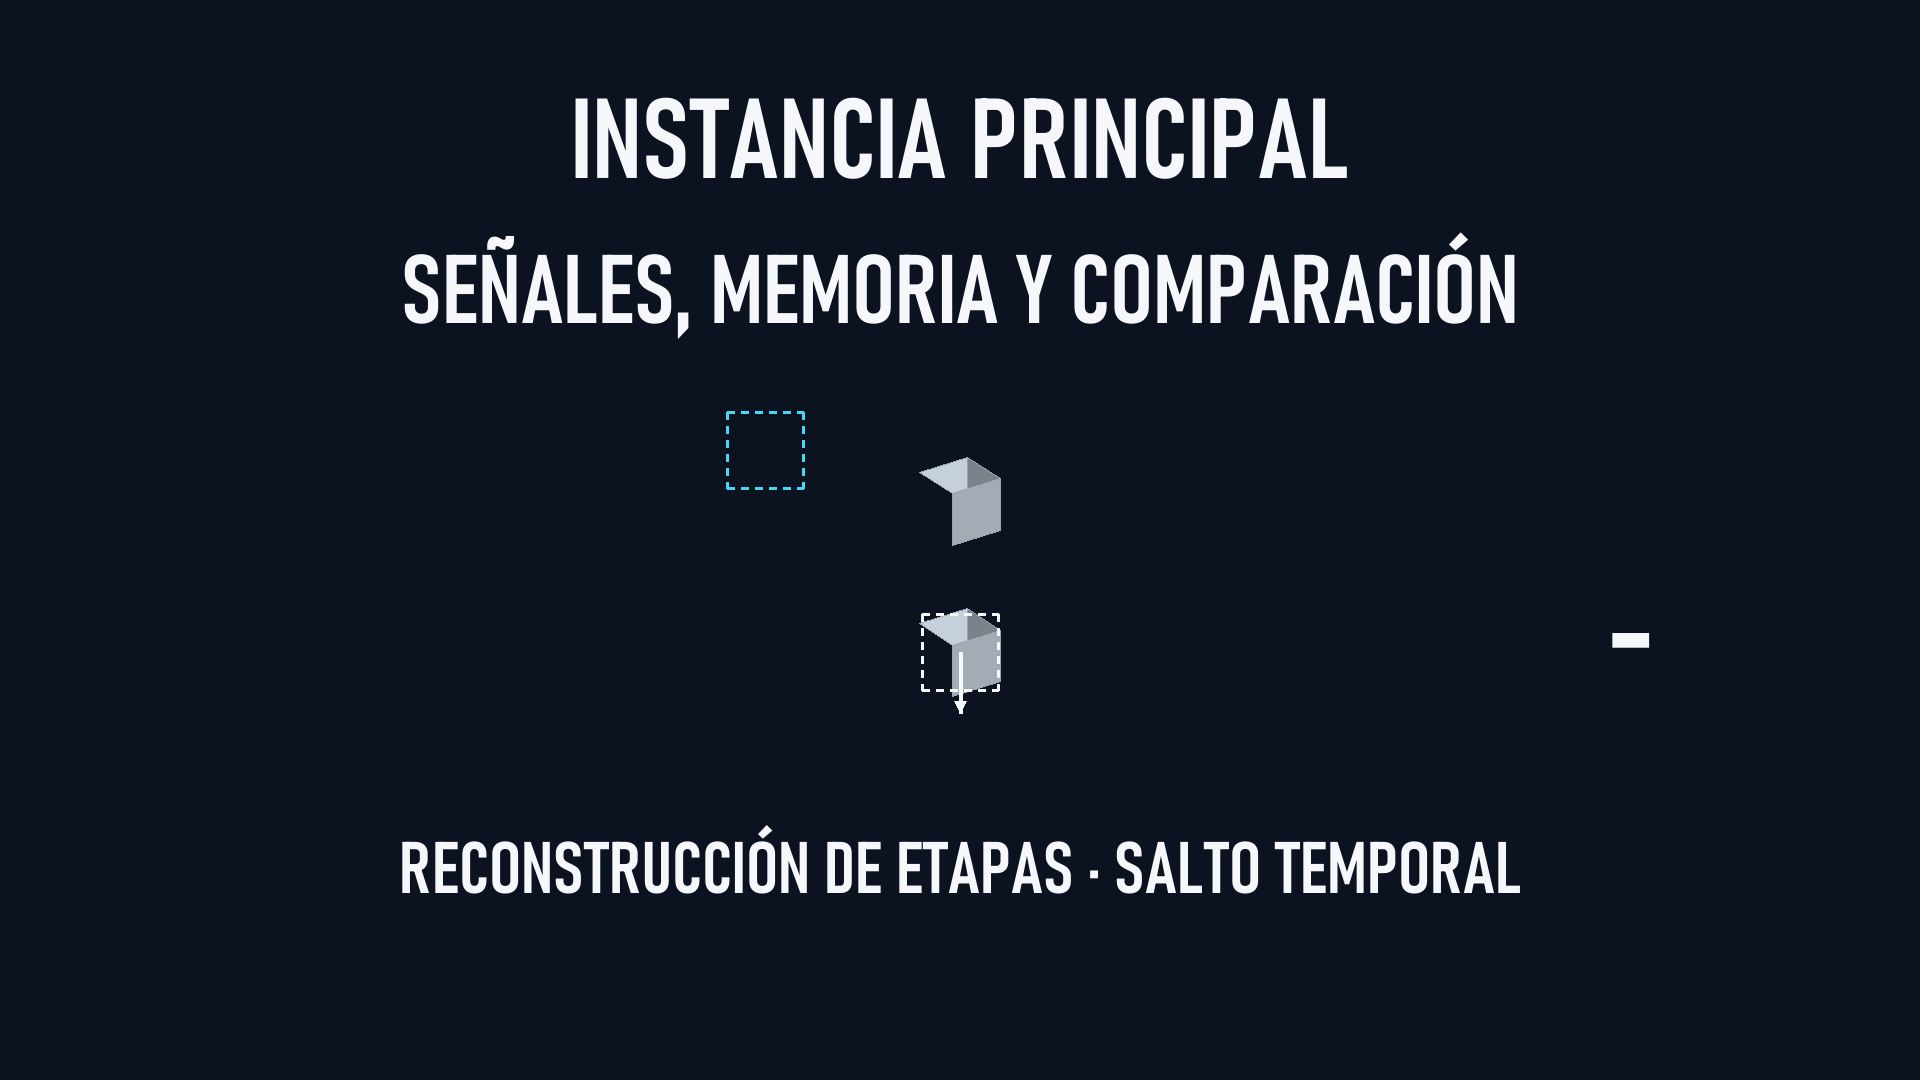 INSTANCIA PRINCIPAL
SEÑALES, MEMORIA Y COMPARACIÓN
-
RECONSTRUCCIÓN DE ETAPAS · SALTO TEMPORAL